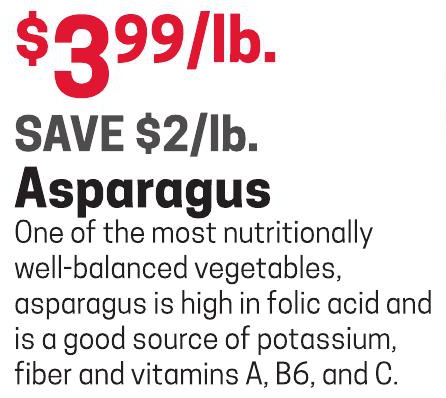 $3 99/lb.
SAVE $2/lb.
Asparagus
One of the most nutritionally
well-balanced vegetables,
asparagus is high in folic acid and
is a good source of potassium,
fiber and vitamins A, B6, and C.